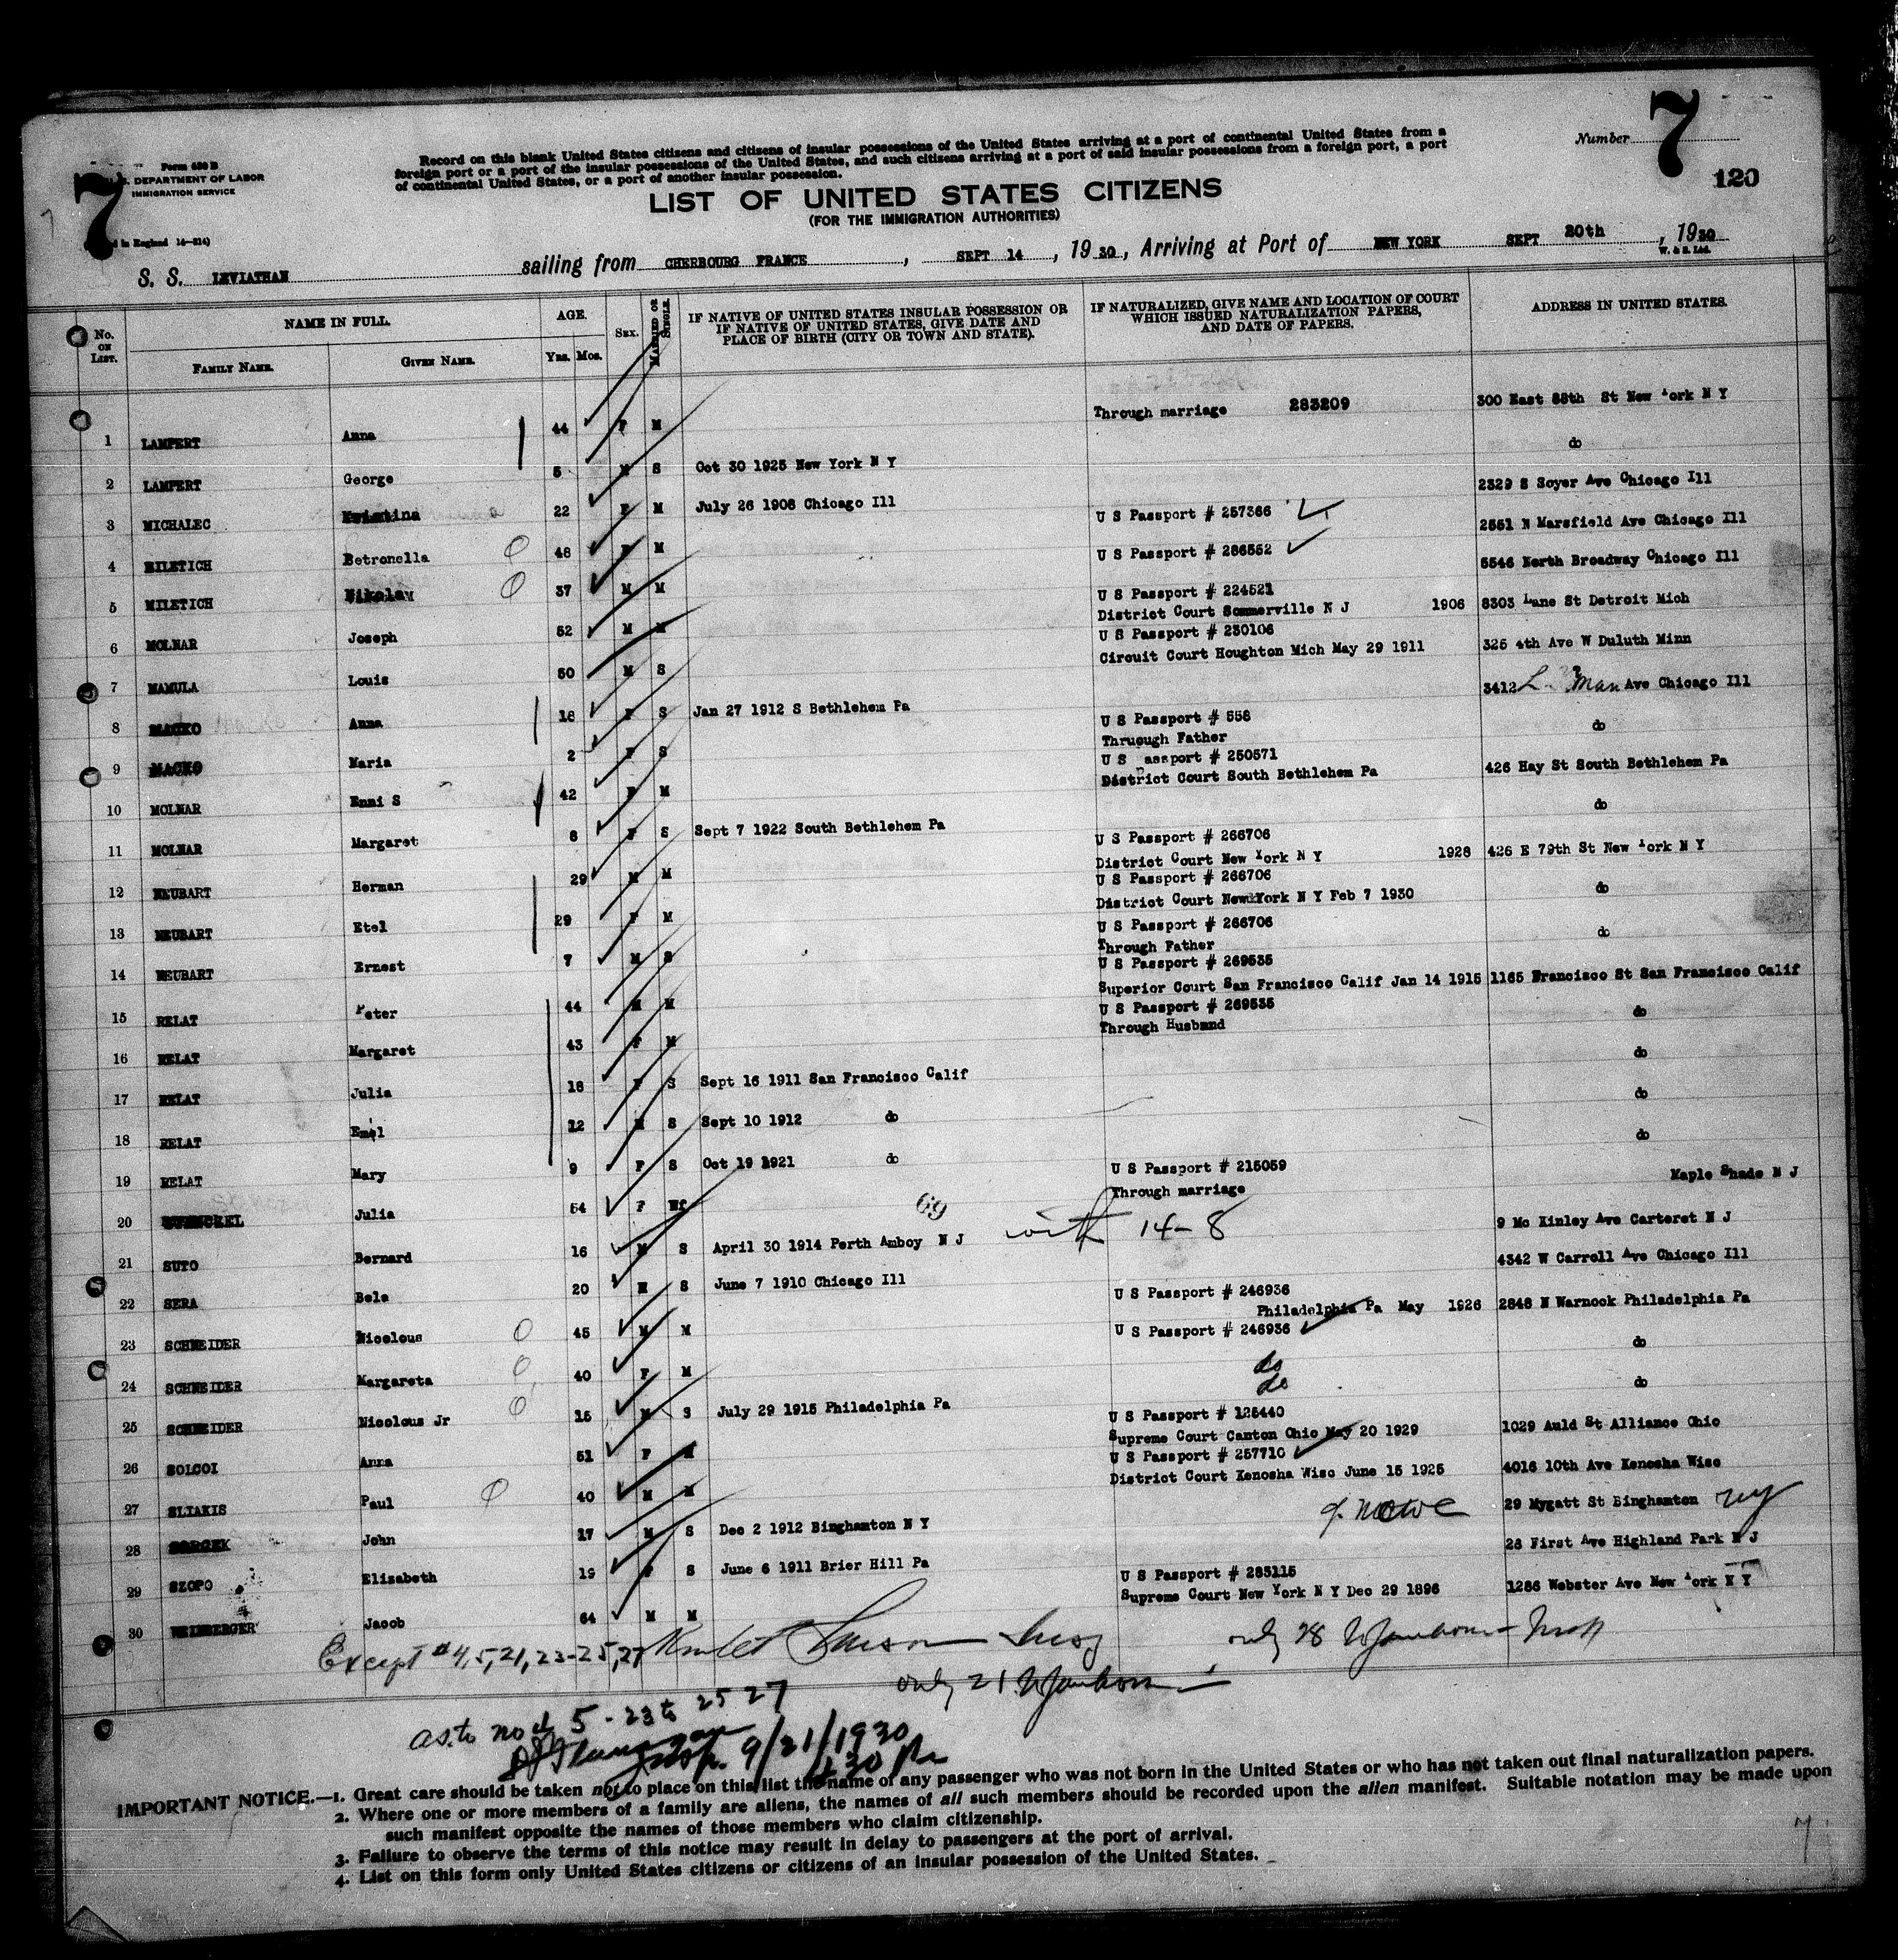 7
Number
7
120
Form 630 B
DEPARTMENT OF LABOR
IMMIGRATION SERVICE
in England 14—214)
Record on this blank United States citizens and citizens of insular possessions of the United States arriving at a port of continental United States from a
foreign port or a port of the insular possessions of the United States, and such citizens arriving at a port of said insular possessions from a foreign port, a port
of continental United States, or a port of another insular possession.
LIST OF UNITED STATES CITIZENS
(FOR THE IMMIGRATION AUTHORITIES)
S. S. LEVIATHAN sailing from CHERBOURG FRANCE, SEPT 14, 1930, Arriving at Port of NEW YORK SEPT 20th, 1930
W. & S. Ltd.
No. ON LIST. NAME IN FULL. FAMILY NAME. GIVEN NAME. AGE. YRS. MOS. SEX. MARRIED OR SINGLE. IF NATIVE OF UNITED STATES INSULAR POSSESSION OR IF NATIVE OF UNITED STATES, GIVE DATE AND PLACE OF BIRTH (CITY OR TOWN AND STATE). IF NATURALIZED, GIVE NAME AND LOCATION OF COURT WHICH ISSUED NATURALIZATION PAPERS, AND DATE OF PAPERS. ADDRESS IN UNITED STATES.
1 LAMPERT Anna 44 F M Through marriage 283209 300 East 88th St New York N Y
2 LAMPERT George 5 M S Oct 30 1925 New York N Y do
3 MICHALEC 22 F M July 26 1908 Chicago Ill 2329 S Soyer Ave Chicago Ill
4 Betronella 48 F M U S Passport # 257366 2551 N Marsfield Ave Chicago Ill
5 MILETICH Nikolay 37 M M U S Passport # 286552 5546 North Broadway Chicago Ill
6 MOLNAR Joseph 52 M M U S Passport # 224521
District Court Sommerville N J 1906 8303 Lane St Detroit Mich
7 MAMULA Louis 50 M S U S Passport # 230106
Circuit Court Houghton Mich May 29 1911 325 4th Ave W Duluth Minn
8 MACKO Anna 18 F S Jan 27 1912 S Bethlehem Pa 3412 Ave Chicago Ill
9 MACKO Maria 2 F S U S Passport # 558
Thruough Father do
10 MOLNAR Enni S 42 F M U S Passport # 250571
District Court South Bethlehem Pa 426 Hay St South Bethlehem Pa
11 MOLNAR Margaret 8 F S Sept 7 1922 South Bethlehem Pa do
12 NEUBART Herman 29 M M U S Passport # 266706
District Court New York N Y 1928 426 E 79th St New York N Y
13 NEUBART Etel 29 F M U S Passport # 266706
District Court New York N Y Feb 7 1930 do
14 NEUBART Ernest 7 M S U S Passport # 266706
Through Father do
15 RELAT Peter 44 M M U S Passport # 269535
Superior Court San Francisco Calif Jan 14 1915 1165 Francisco St San Francisco Calif
16 RELAT Margaret 43 F M U S Passport # 269535
Through Husband do
17 RELAT Julia 18 F S Sept 16 1911 San Francisco Calif do
18 RELAT Emil 12 M S Sept 10 1912 do do
19 RELAT Mary 9 F S Oct 19 1921 do do
20 Julia 54 F U S Passport # 215059
Through marriage Maple Shade N J
69 with 14-8
21 SUTO Bernard 16 M S April 30 1914 Perth Amboy N J 9 Mc Kinley Ave Carteret N J
22 SERA Bela 20 M S June 7 1910 Chicago Ill 4342 W Carroll Ave Chicago Ill
23 SCHNEIDER Nicolous 45 M M U S Passport # 246936
Philadelphia Pa May 1926 2848 N Warnock Philadelphia Pa
24 SCHNEIDER Margareta 40 F M U S Passport # 246936 do
do
do
25 SCHNEIDER Nicolous Jr 15 M S July 29 1915 Philadelphia Pa do
26 SOLCOI Anna 51 F M U S Passport # 125440
Supreme Court Canton Ohio May 20 1929 1029 Auld St Alliance Ohio
27 SLIAKIS Paul 40 M M U S Passport # 257710
District Court Kenosha Wisc June 15 1925 4016 10th Ave Kenosha Wisc
28 John 17 M S Dec 2 1912 Binghamton N Y 29 Mygatt St Binghamton NY
29 SZOPO Elizabeth 19 F S June 6 1911 Brier Hill Pa 28 First Ave Highland Park N J
30 WEINBERGER Jacob 64 M M U S Passport # 283115
Supreme Court New York N Y Dec 29 1896 1286 Webster Ave New York N Y
Except #4,5,21,23-25,27 only 28
only 21
as to no 4 5-23 to 25 27
9/21/1930
430 Pm
IMPORTANT NOTICE.—1. Great care should be taken not to place on this list the name of any passenger who was not born in the United States or who has not taken out final naturalization papers.
2. Where one or more members of a family are aliens, the names of all such members should be recorded upon the alien manifest. Suitable notation may be made upon
such manifest opposite the names of those members who claim citizenship.
3. Failure to observe the terms of this notice may result in delay to passengers at the port of arrival.
4. List on this form only United States citizens or citizens of an insular possession of the United States.
7